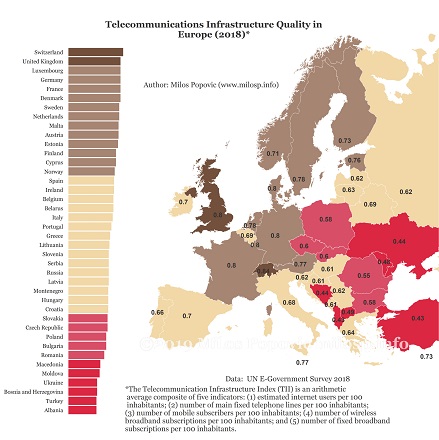 Telecommunications Infrastructure Quality in
Europe (2018)*
Switzerland
United Kingdom
Luxembourg
Germany
France
Denmark
Sweden
Netherlands
Malta
Austria
Estonia
Finland
Cyprus
Norway
Spain
Ireland
Belgium
Belarus
Italy
Portugal
Greece
Lithuania
Slovenia
Serbia
Russia
Latvia
Montenegro
Hungary
Croatia
Slovakia
Czech Republic
Poland
Bulgaria
Romania
Macedonia
Moldova
Ukraine
Bosnia and Herzegovina
Turkey
Albania
Author: Milos Popovic (www.milosp.info)
0.73
0.71
0.76
0.78
0.62
0.8
0.63
0.62
0.7
0.69
0.78
0.58
0.69
0.8
0.8
0.6
0.44
0.8
0.6
0.77
0.61
0.62
0.61
0.55
0.62
0.68
0.61
0.58
0.66
0.7
0.43
0.64
0.77
0.73
Data: UN E-Government Survey 2018
*The Telecommunication Infrastructure Index (TII) is an arithmetic
average composite of five indicators: (1) estimated internet users per 100
inhabitants; (2) number of main fixed telephone lines per 100 inhabitants;
(3) number of mobile subscribers per 100 inhabitants; (4) number of wireless
broadband subscriptions per 100 inhabitants; and (5) number of fixed broadband
subscriptions per 100 inhabitants.